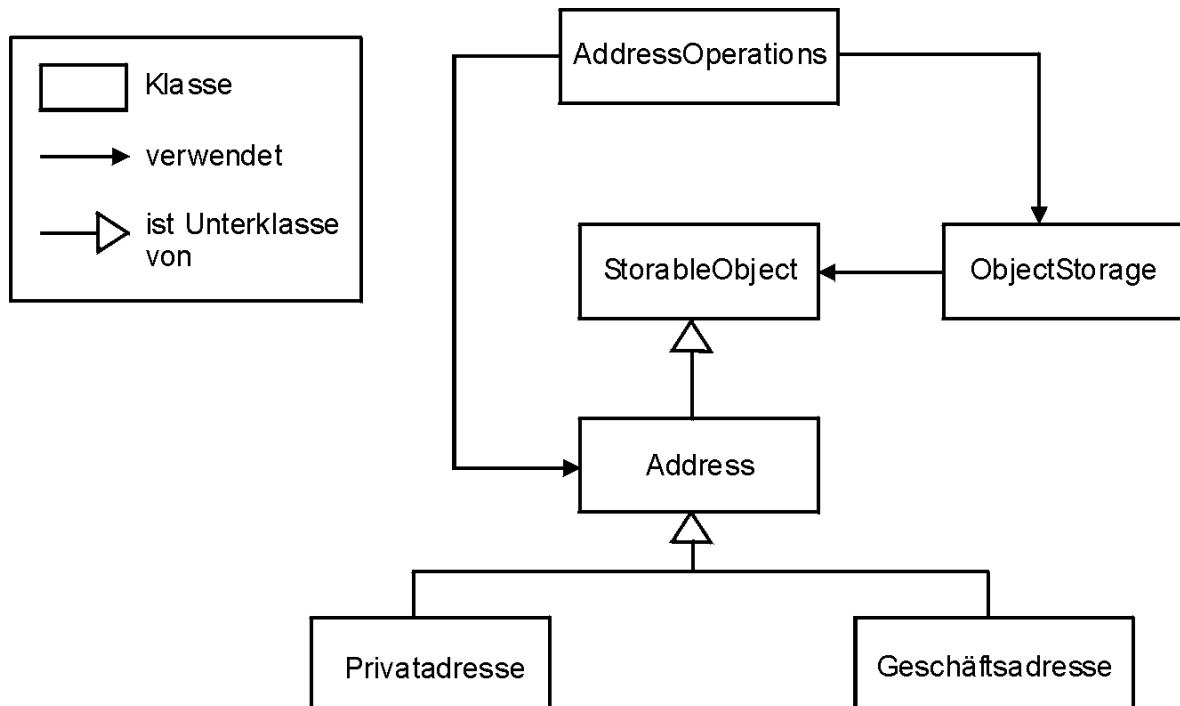 Klasse
verwendet
ist Unterklasse
von
AddressOperations
StorableObject
ObjectStorage
Address
Privatadresse
Geschäftsadresse